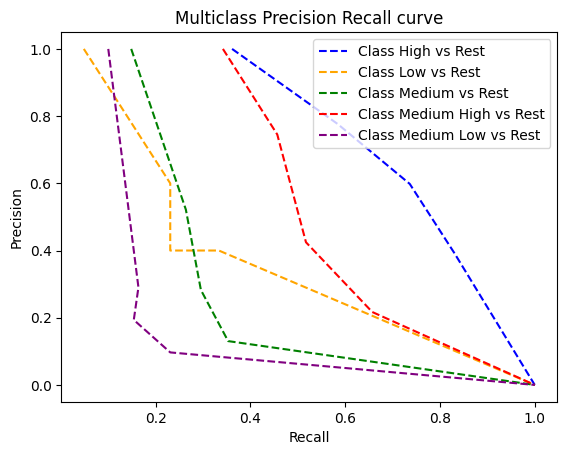 Multiclass Precision Recall curve
1.0
0.8
0.6
0.4
0.2
0.0
Precision
Class High vs Rest
Class Low vs Rest
Class Medium vs Rest
Class Medium High vs Rest
Class Medium Low vs Rest
0.2
0.4
0.6
0.8
1.0
Recall